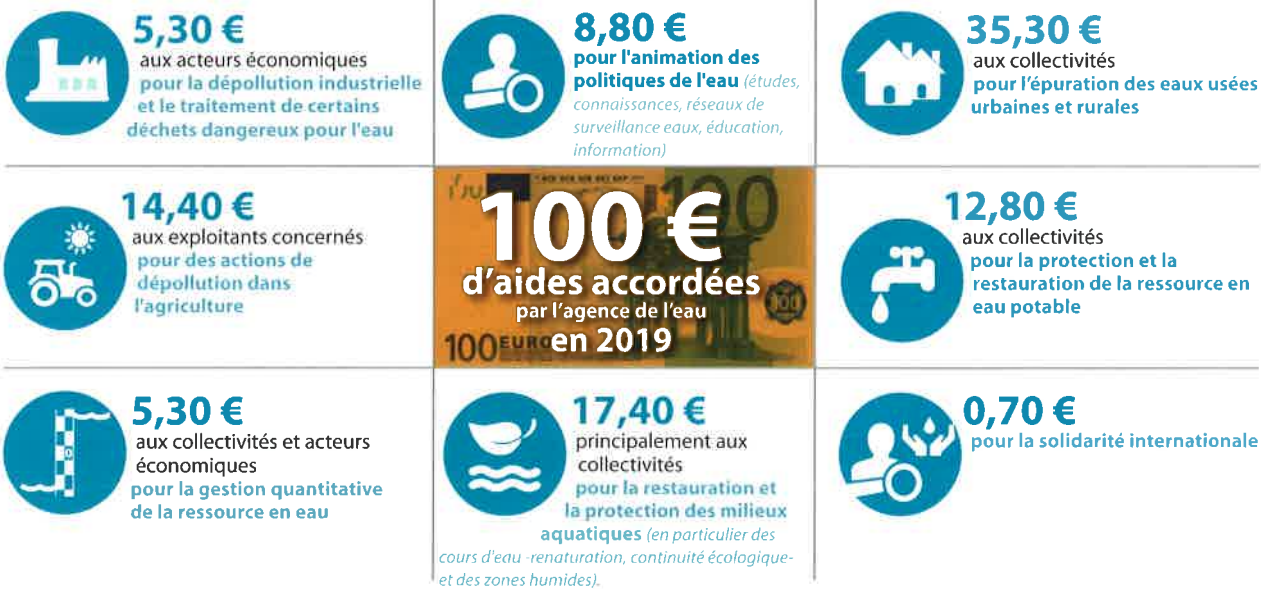 5,30 €
aux acteurs économiques
pour la dépollution industrielle
et le traitement de certains
déchets dangereux pour l'eau
8,80 €
pour l'animation des
politiques de l'eau (études,
connaissances, réseaux de
surveillance eaux, éducation,
information)
35,30 €
aux collectivités
pour l'épuration des eaux usées
urbaines et rurales
14,40 €
aux exploitants concernés
pour des actions de
dépollution dans
l'agriculture
100 €
d'aides accordées
par l'agence de l'eau
en 2019
100
100 EURO
12,80 €
aux collectivités
pour la protection et la
restauration de la ressource en
eau potable
5,30 €
aux collectivités et acteurs
économiques
pour la gestion quantitative
de la ressource en eau
17,40 €
principalement aux
collectivités
pour la restauration et
la protection des milieux
aquatiques (en particulier des
cours d'eau -renaturation, continuité écologique-
et des zones humides).
0,70 €
pour la solidarité internationale